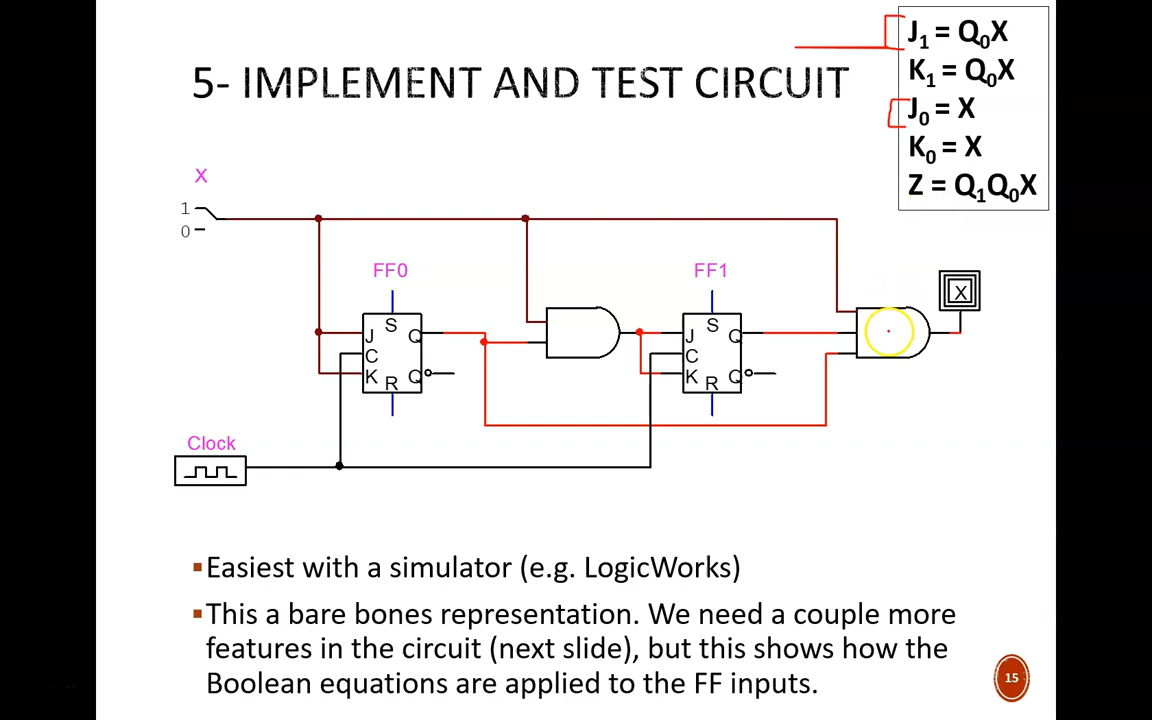 J1 = Q0X
K1 = Q0X
J0 = X
K0 = X
Z = Q1Q0X
5- IMPLEMENT AND TEST CIRCUIT
X
1
0
FF0
FF1
X
S
J Q
C
K R Q
S
J Q
C
K R Q
Clock
Easiest with a simulator (e.g. LogicWorks)
This a bare bones representation. We need a couple more
features in the circuit (next slide), but this shows how the
Boolean equations are applied to the FF inputs.
15